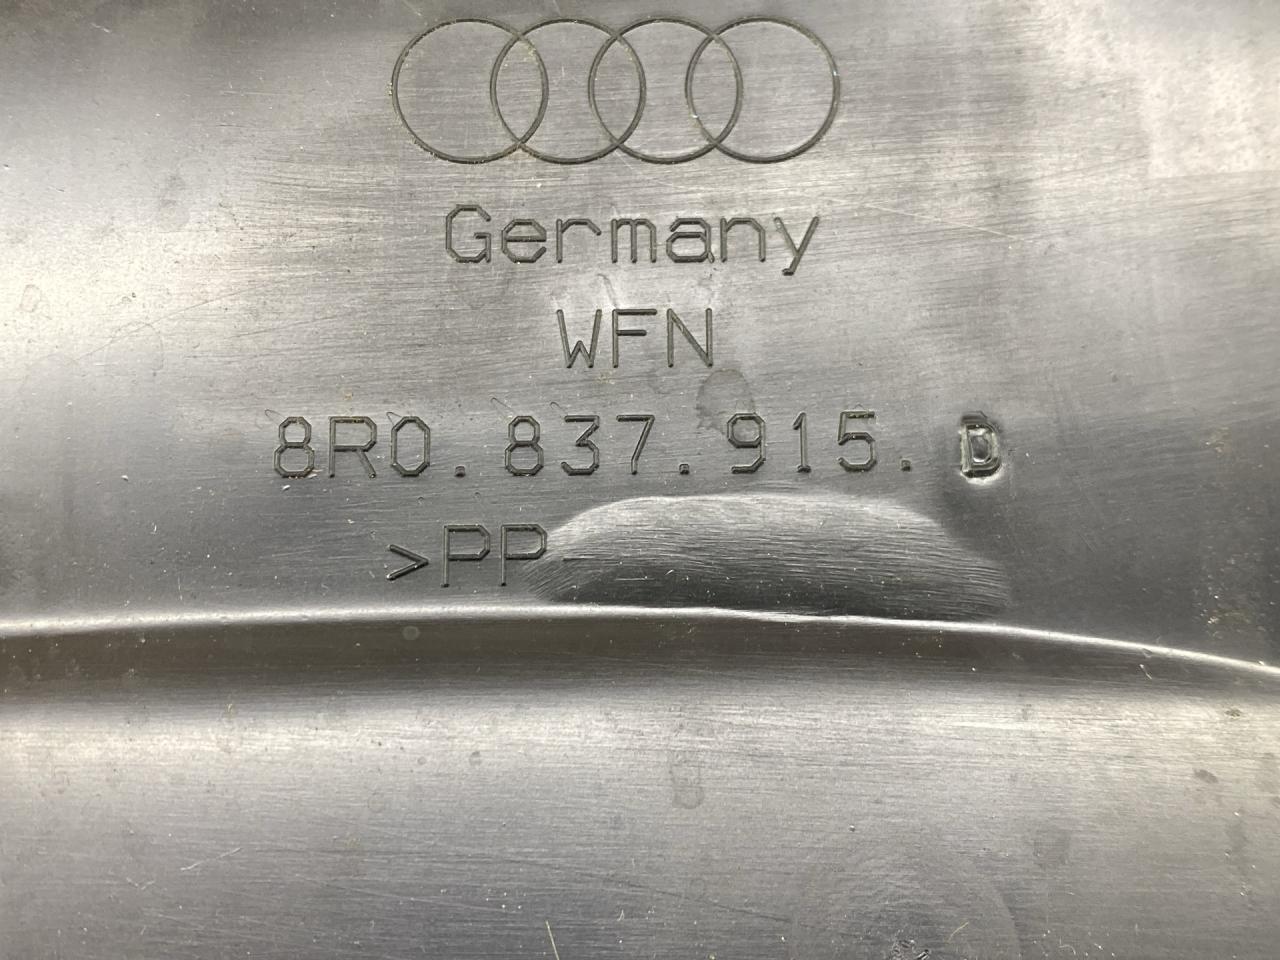 Germany
WFN
8R0.837.915.D
>PP